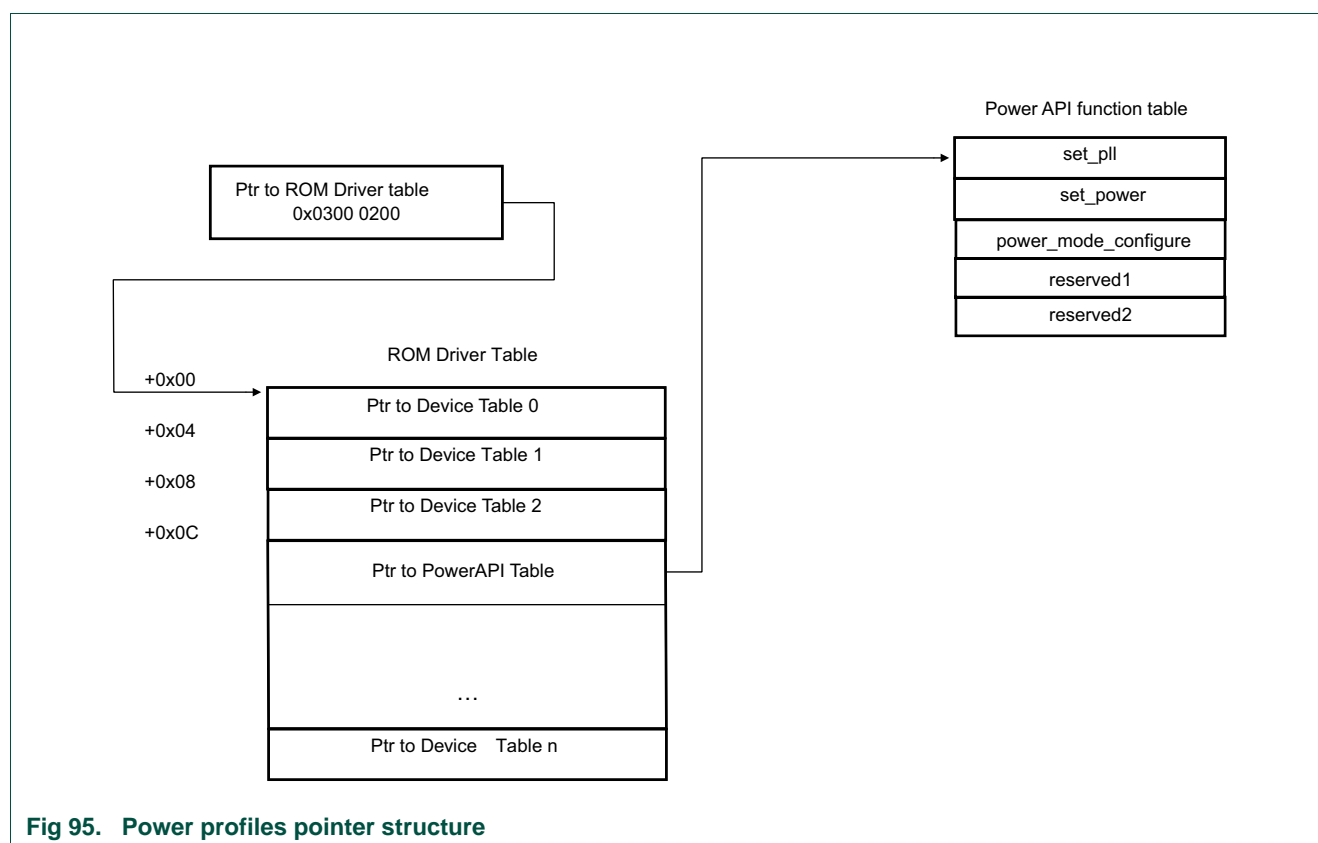 Power API function table
set_pll
set_power
power_mode_configure
reserved1
reserved2
Ptr to ROM Driver table
0x0300 0200
ROM Driver Table
+0x00
Ptr to Device Table 0
+0x04
Ptr to Device Table 1
+0x08
Ptr to Device Table 2
+0x0C
Ptr to PowerAPI Table
...
Ptr to Device Table n
Fig 95. Power profiles pointer structure